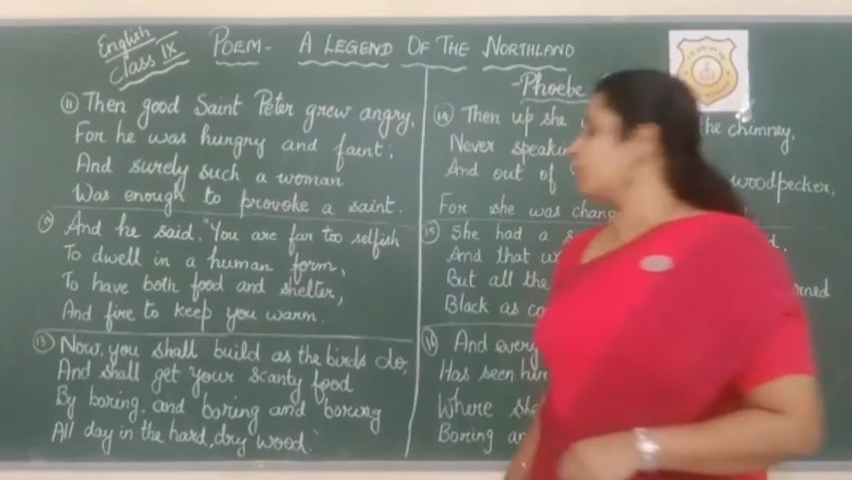 English
Class IX
POEM- A LEGEND OF THE NORTHLAND
-Phoebe
11 Then good Saint Peter grew angry,
For he was hungry and faint;
And surely such a woman
Was enough to provoke a saint.
12 And he said, "You are far too selfish
To dwell in a human form,
To have both food and shelter,
And fire to keep you warm.
13 Now, you shall build as the birds do,
And shall get your scanty food
By boring, and boring and boring
All day in the hard, dry wood."
14 Then up she the chimney,
Never speaking
And out of woodpecker,
For she was chang
15 She had a
And that
But all the
Black as
16 And every
Has seen
Where she
Boring